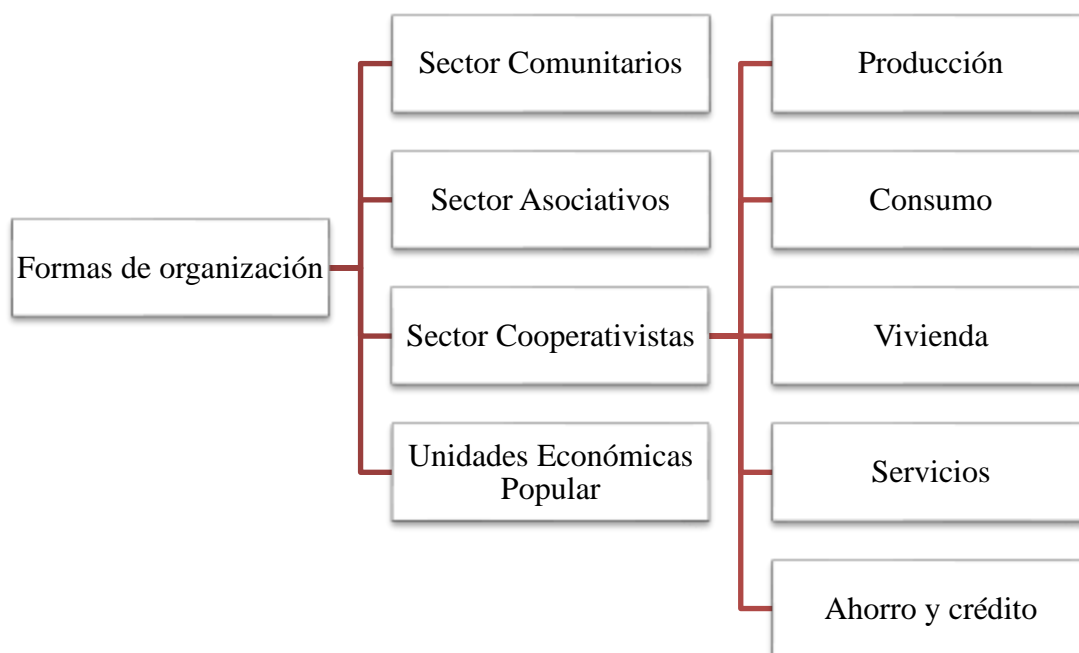 Formas de organización
Sector Comunitarios
Sector Asociativos
Sector Cooperativistas
Unidades Económicas
Popular
Producción
Consumo
Vivienda
Servicios
Ahorro y crédito